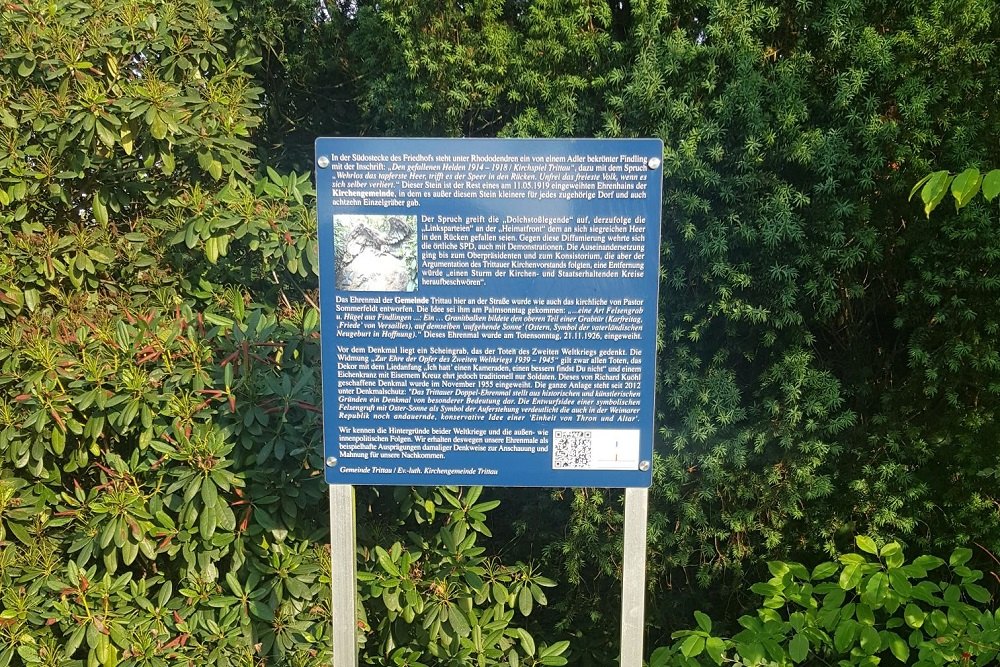 In der Südostecke des Friedhofs steht unter Rhododendren ein von einem Adler bekrönter Findling
mit der Inschrift: „Den gefallenen Helden 1914 – 1918 / Kirchspiel Trittau", dazu mit dem Spruch
„Wehrlos das tapferste Heer, trifft es der Speer in den Rücken. Unfrei das freieste Volk, wenn es
sich selber verliert." Dieser Stein ist der Rest eines am 11.05.1919 eingeweihten Ehrenhains der
Kirchengemeinde, in dem es außer diesem Stein kleinere für jedes zugehörige Dorf und auch
achtzehn Einzelgräber gab.
Der Spruch greift die „Dolchstoßlegende" auf, derzufolge die
„Linksparteien" an der „Heimatfront" dem an sich siegreichen Heer
in den Rücken gefallen seien. Gegen diese Diffamierung wehrte sich
die örtliche SPD, auch mit Demonstrationen. Die Auseinandersetzung
ging bis zum Oberpräsidenten und zum Konsistorium, die aber der
Argumentation des Trittauer Kirchenvorstands folgten, eine Entfernung
würde „einen Sturm der Kirchen- und Staatserhaltenden Kreise
heraufbeschwören".
Das Ehrenmal der Gemeinde Trittau hier an der Straße wurde wie auch das kirchliche von Pastor
Sommerfeldt entworfen. Die Idee sei ihm am Palmsonntag gekommen: „...eine Art Felsengrab
u. Hügel aus Findlingen ...: Ein ... Granitbalken bildete den oberen Teil einer Grabtür (Karfreitag,
‚Friede' von Versailles), auf demselben 'aufgehende Sonne' (Ostern, Symbol der vaterländischen
Neugeburt in Hoffnung)." Dieses Ehrenmal wurde am Totensonntag, 21.11.1926, eingeweiht.
Vor dem Denkmal liegt ein Scheingrab, das der Toten des Zweiten Weltkriegs gedenkt. Die
Widmung „Zur Ehre der Opfer des Zweiten Weltkriegs 1939 – 1945" gilt zwar allen Toten, das
Dekor mit dem Liedanfang „Ich hatt' einen Kameraden, einen bessern findst Du nicht" und einem
Eichenkranz mit Eisernem Kreuz ehrt jedoch traditionell nur Soldaten. Dieses von Richard Kuöhl
geschaffene Denkmal wurde im November 1955 eingeweiht. Die ganze Anlage steht seit 2012
unter Denkmalschutz: "Das Trittauer Doppel-Ehrenmal stellt aus historischen und künstlerischen
Gründen ein Denkmal von besonderer Bedeutung dar. Die Entwurfsidee einer symbolischen
Felsengruft mit Oster-Sonne als Symbol der Auferstehung verdeutlicht die auch in der Weimarer
Republik noch andauernde, konservative Idee einer 'Einheit von Thron und Altar'.
Wir kennen die Hintergründe beider Weltkriege und die außen- wie
innenpolitischen Folgen. Wir erhalten deswegen unsere Ehrenmale als
beispielhafte Ausprägungen damaliger Denkweise zur Anschauung und
Mahnung für unsere Nachkommen.
Gemeinde Trittau / Ev.-luth. Kirchengemeinde Trittau